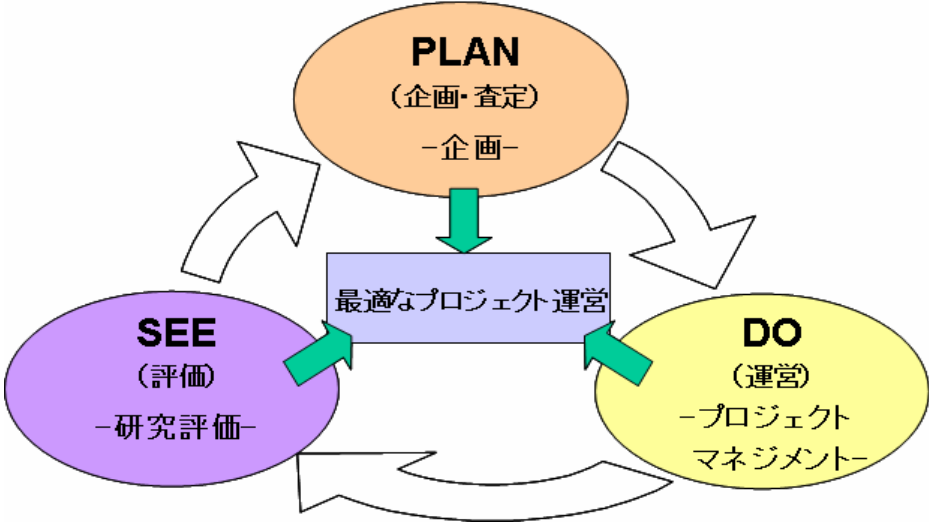 PLAN
(企画・査定)
-企画-
最適なプロジェクト運営
SEE
(評価)
-研究評価-
DO
(運営)
-プロジェクト
マネジメント-